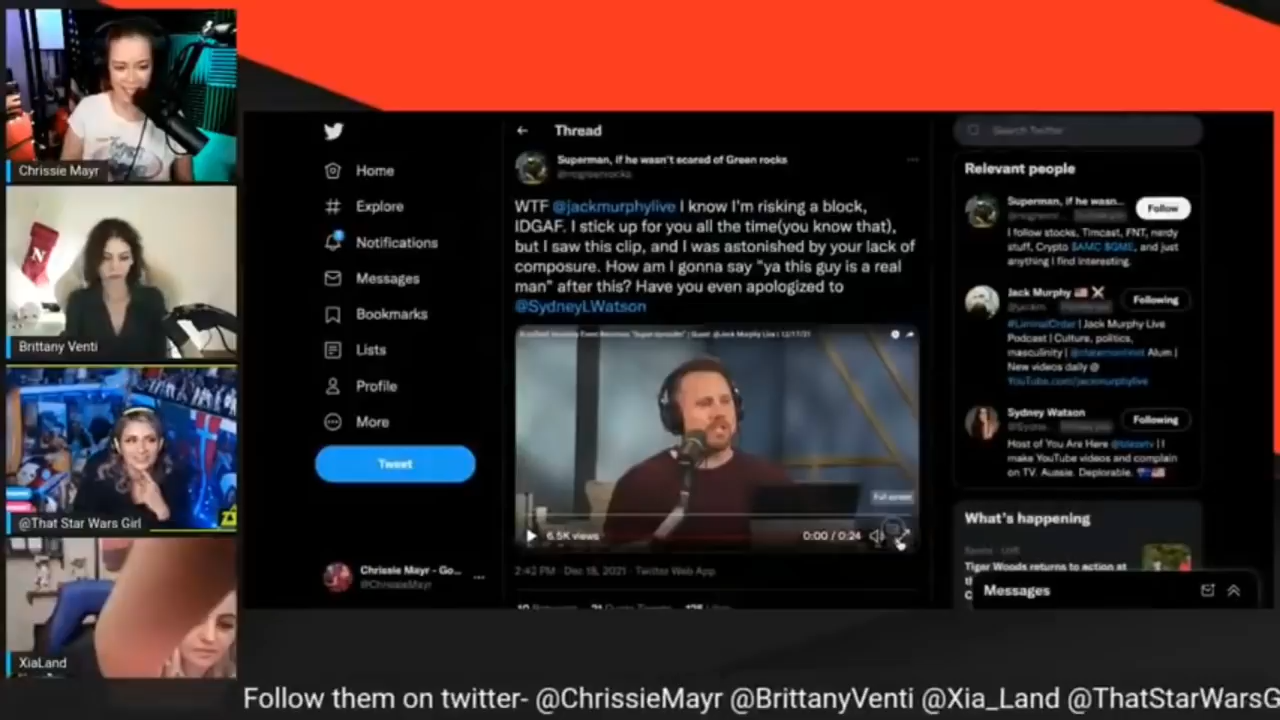 Chrissie Mayr
Brittany Venti
@That Star Wars Girl
XiaLand
Home
Explore
Notifications
Messages
Bookmarks
Lists
Profile
More
Tweet
Chrissie Mayr - Go...
@ChrissieMayr
Thread
Superman, if he wasn't scared of Green rocks
WTF @jackmurphylive I know I'm risking a block,
IDGAF. I stick up for you all the time(you know that),
but I saw this clip, and I was astonished by your lack of
composure. How am I gonna say "ya this guy is a real
man" after this? Have you even apologized to
@SydneyLWatson
Full screen
6.5K views
0:00 / 0:24
2:42 PM · Dec 18, 2021 · Twitter Web App
Search Twitter
Relevant people
Superman, if he wasn...
Follow
I follow stocks, Timcast, FNT, nerdy
stuff, Crypto $AMC $GME, and just
anything I find interesting.
Jack Murphy
Following
#LiminalOrder | Jack Murphy Live
Podcast | Culture, politics,
masculinity | Alum |
New videos daily @
YouTube.com/jackmurphylive
Sydney Watson
Following
Host of You Are Here @blazetv | I
make YouTube videos and complain
on TV. Aussie. Deplorable.
What's happening
Tiger Woods returns to action at
Messages
Follow them on twitter- @ChrissieMayr @BrittanyVenti @Xia_Land @ThatStarWarsG